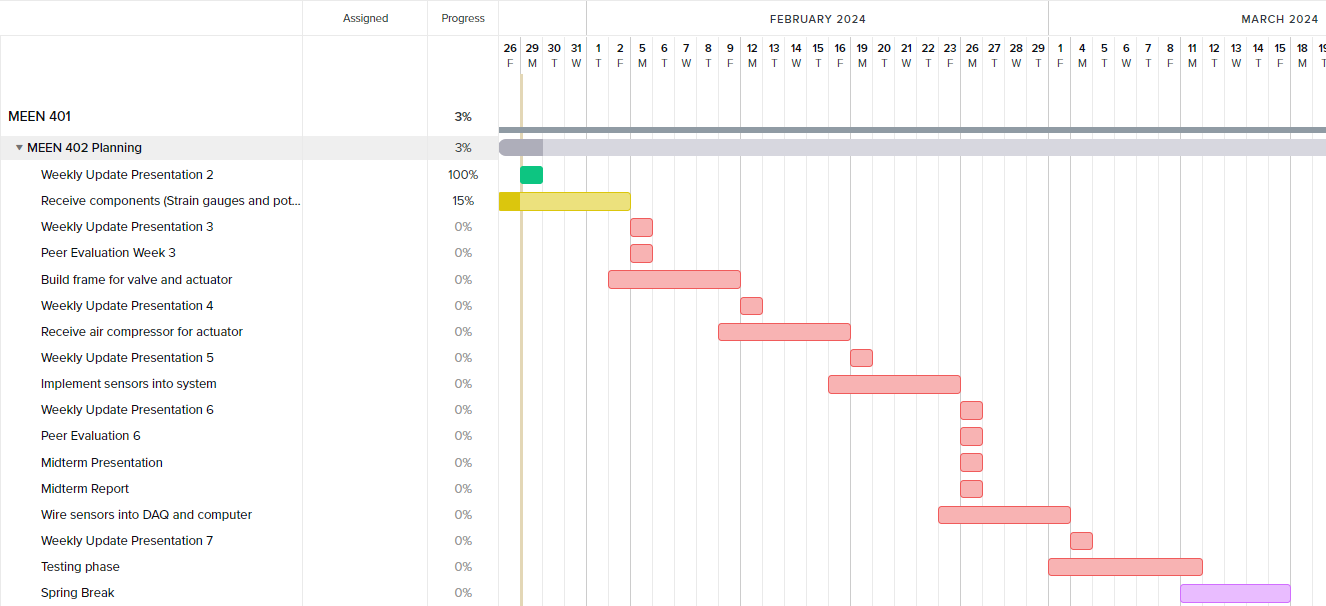 Assigned Progress FEBRUARY 2024 MARCH 2024
26 29 30 31 1 2 5 6 7 8 9 12 13 14 15 16 19 20 21 22 23 26 27 28 29 1 4 5 6 7 8 11 12 13 14 15 18
F M T W T F M T W T F M T W T F M T W T F M T W T F M T W T F M T W T F M
MEEN 401 3%
MEEN 402 Planning 3%
Weekly Update Presentation 2 100%
Receive components (Strain gauges and pot... 15%
Weekly Update Presentation 3 0%
Peer Evaluation Week 3 0%
Build frame for valve and actuator 0%
Weekly Update Presentation 4 0%
Receive air compressor for actuator 0%
Weekly Update Presentation 5 0%
Implement sensors into system 0%
Weekly Update Presentation 6 0%
Peer Evaluation 6 0%
Midterm Presentation 0%
Midterm Report 0%
Wire sensors into DAQ and computer 0%
Weekly Update Presentation 7 0%
Testing phase 0%
Spring Break 0%